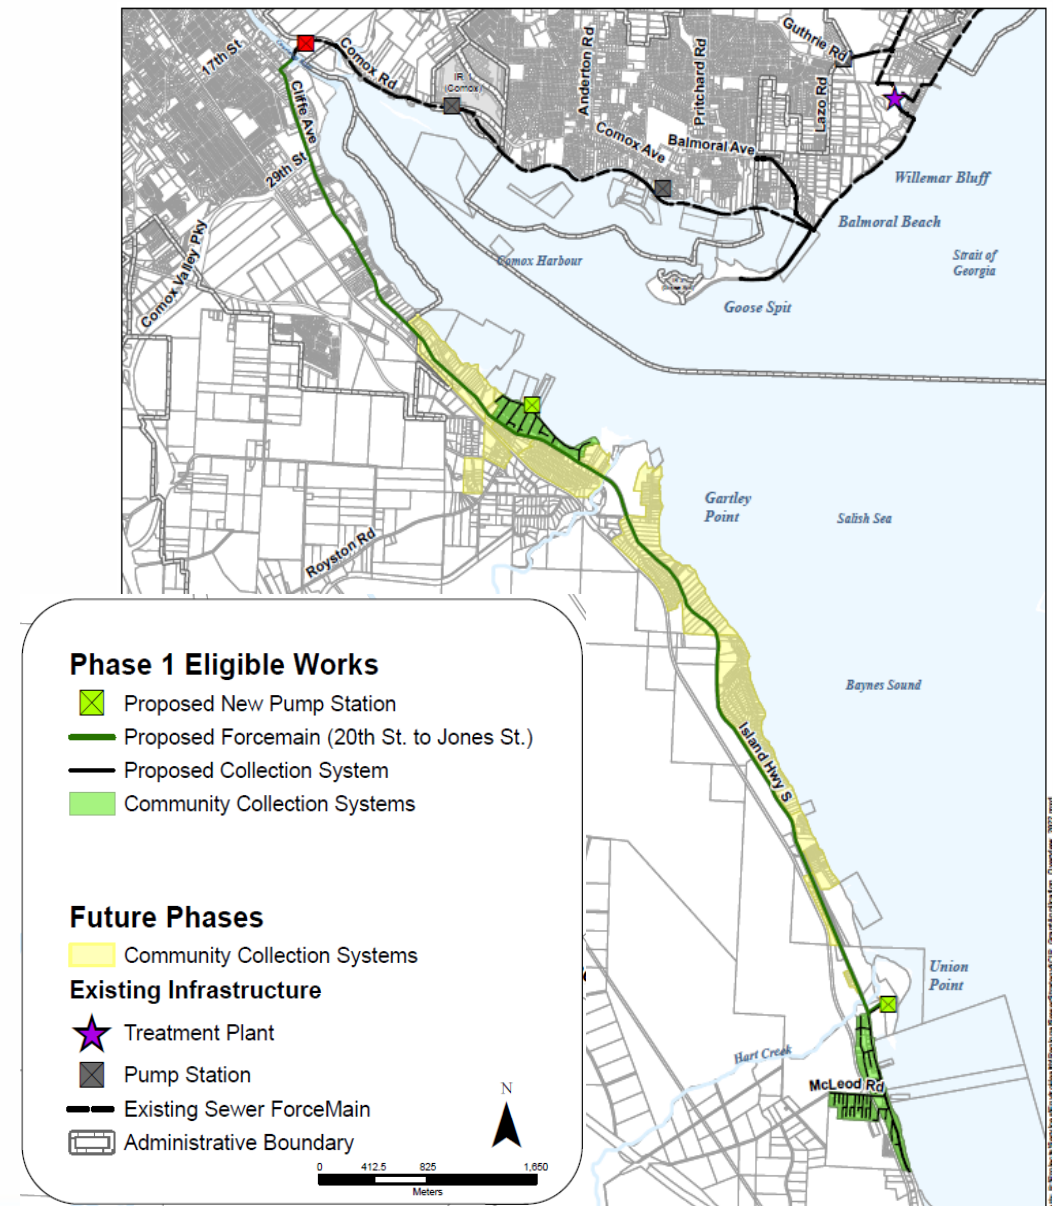 17th St
Comox Rd
IR 1
(Comox)
Cliffe Ave
29th St
Comox Valley Pky
Anderton Rd
Pritchard Rd
Guthrie Rd
Lazo Rd
Comox Ave
Balmoral Ave
Willemar Bluff
Balmoral Beach
Strait of
Georgia
Comox Harbour
Goose Spit
Gartley
Point
Salish Sea
Royston Rd
Baynes Sound
Island Hwy S
Union
Point
Hart Creek
McLeod Rd
Phase 1 Eligible Works
Proposed New Pump Station
Proposed Forcemain (20th St. to Jones St.)
Proposed Collection System
Community Collection Systems
Future Phases
Community Collection Systems
Existing Infrastructure
Treatment Plant
Pump Station
Existing Sewer ForceMain
Administrative Boundary
N
0 412.5 825 1,650
Meters